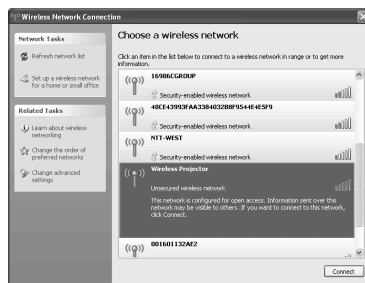 Wireless Network Connection
Network Tasks
Refresh network list
Set up a wireless network
for a home or small office
Related Tasks
Learn about wireless
networking
Change the order of
preferred networks
Change advanced
settings
Choose a wireless network
Click an item in the list below to connect to a wireless network in range or to get more
information.
16986CGROUP
Security-enabled wireless network
48CE43993FAA3384032B8F9544E4E5F9
Security-enabled wireless network
NTT-WEST
Security-enabled wireless network
Wireless Projector
Unsecured wireless network
This network is configured for open access. Information sent over this
network may be visible to others. If you want to connect to this network,
click Connect.
001601132AE2
Connect